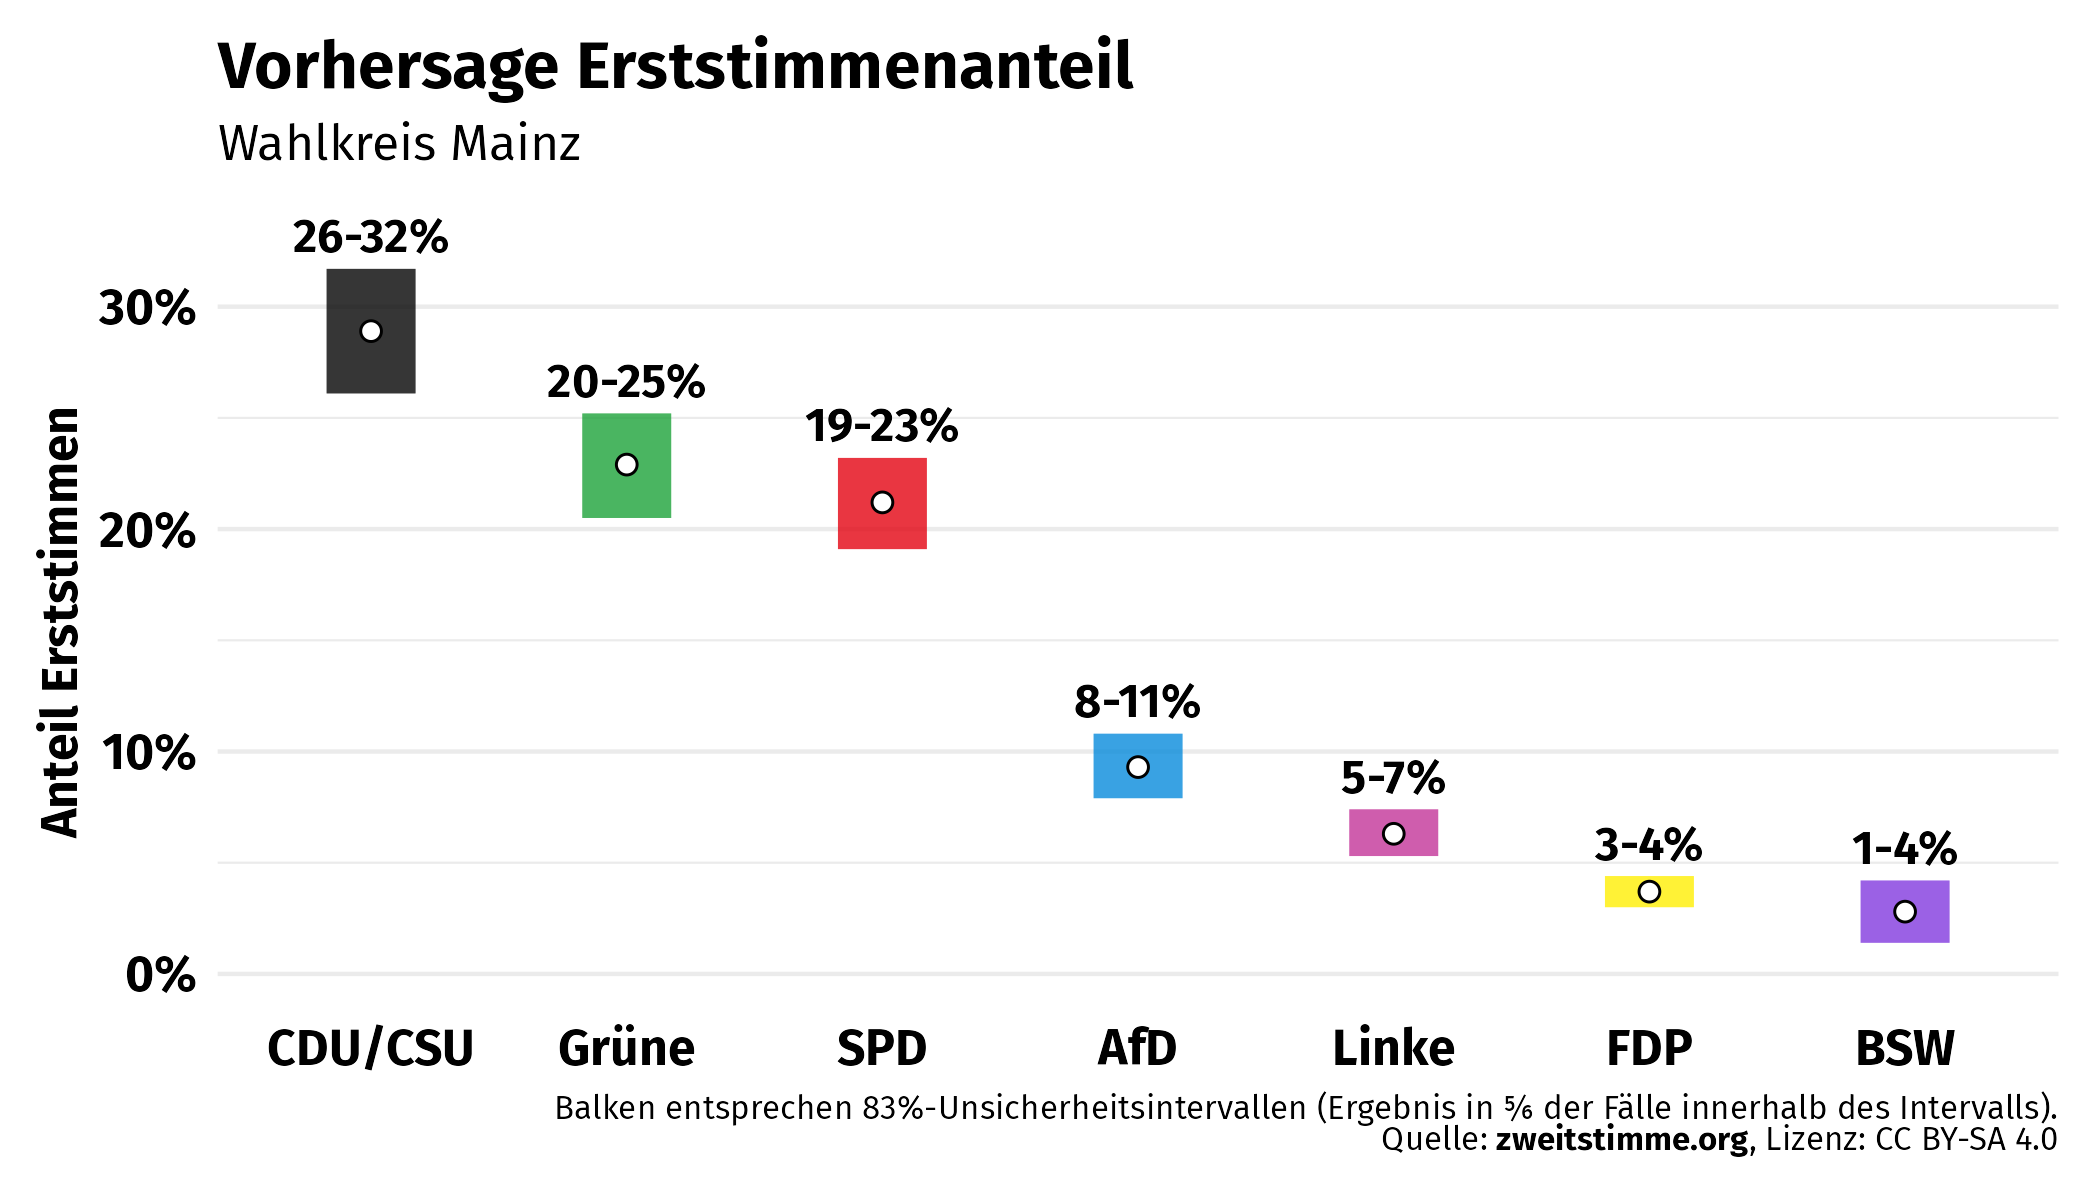 Vorhersage Erststimmenanteil
Wahlkreis Mainz
Anteil Erststimmen
30%
20%
10%
0%
26-32%
20-25%
19-23%
8-11%
5-7%
3-4%
1-4%
CDU/CSU
Grüne
SPD
AfD
Linke
FDP
BSW
Balken entsprechen 83%-Unsicherheitsintervallen (Ergebnis in ⅚ der Fälle innerhalb des Intervalls).
Quelle: zweitstimme.org, Lizenz: CC BY-SA 4.0